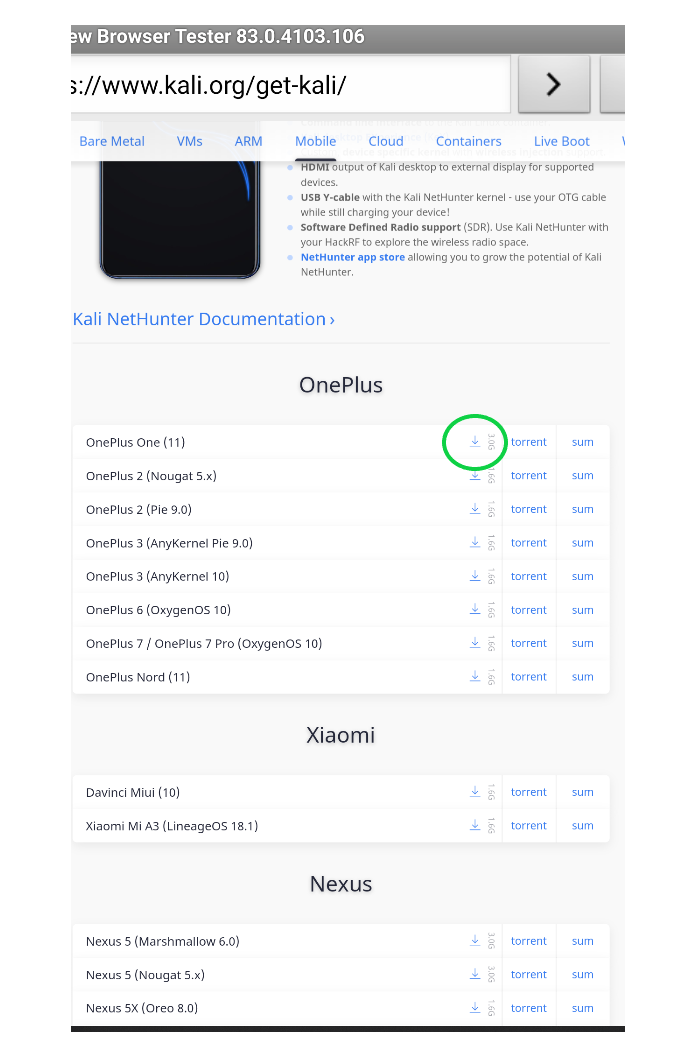 ew Browser Tester 83.0.4103.106
s://www.kali.org/get-kali/
Bare Metal VMs ARM Mobile Cloud Containers Live Boot
HDMI output of Kali desktop to external display for supported
devices.
USB Y-cable with the Kali NetHunter kernel - use your OTG cable
while still charging your device!
Software Defined Radio support (SDR). Use Kali NetHunter with
your HackRF to explore the wireless radio space.
NetHunter app store allowing you to grow the potential of Kali
NetHunter.
Kali NetHunter Documentation ›
OnePlus
OnePlus One (11) 3.0G torrent sum
OnePlus 2 (Nougat 5.x) 1.6G torrent sum
OnePlus 2 (Pie 9.0) 1.6G torrent sum
OnePlus 3 (AnyKernel Pie 9.0) 1.6G torrent sum
OnePlus 3 (AnyKernel 10) 1.6G torrent sum
OnePlus 6 (OxygenOS 10) 1.6G torrent sum
OnePlus 7 / OnePlus 7 Pro (OxygenOS 10) 1.6G torrent sum
OnePlus Nord (11) 1.6G torrent sum
Xiaomi
Davinci Miui (10) 1.6G torrent sum
Xiaomi Mi A3 (LineageOS 18.1) 1.6G torrent sum
Nexus
Nexus 5 (Marshmallow 6.0) 3.0G torrent sum
Nexus 5 (Nougat 5.x) 3.0G torrent sum
Nexus 5X (Oreo 8.0) 1.6G torrent sum